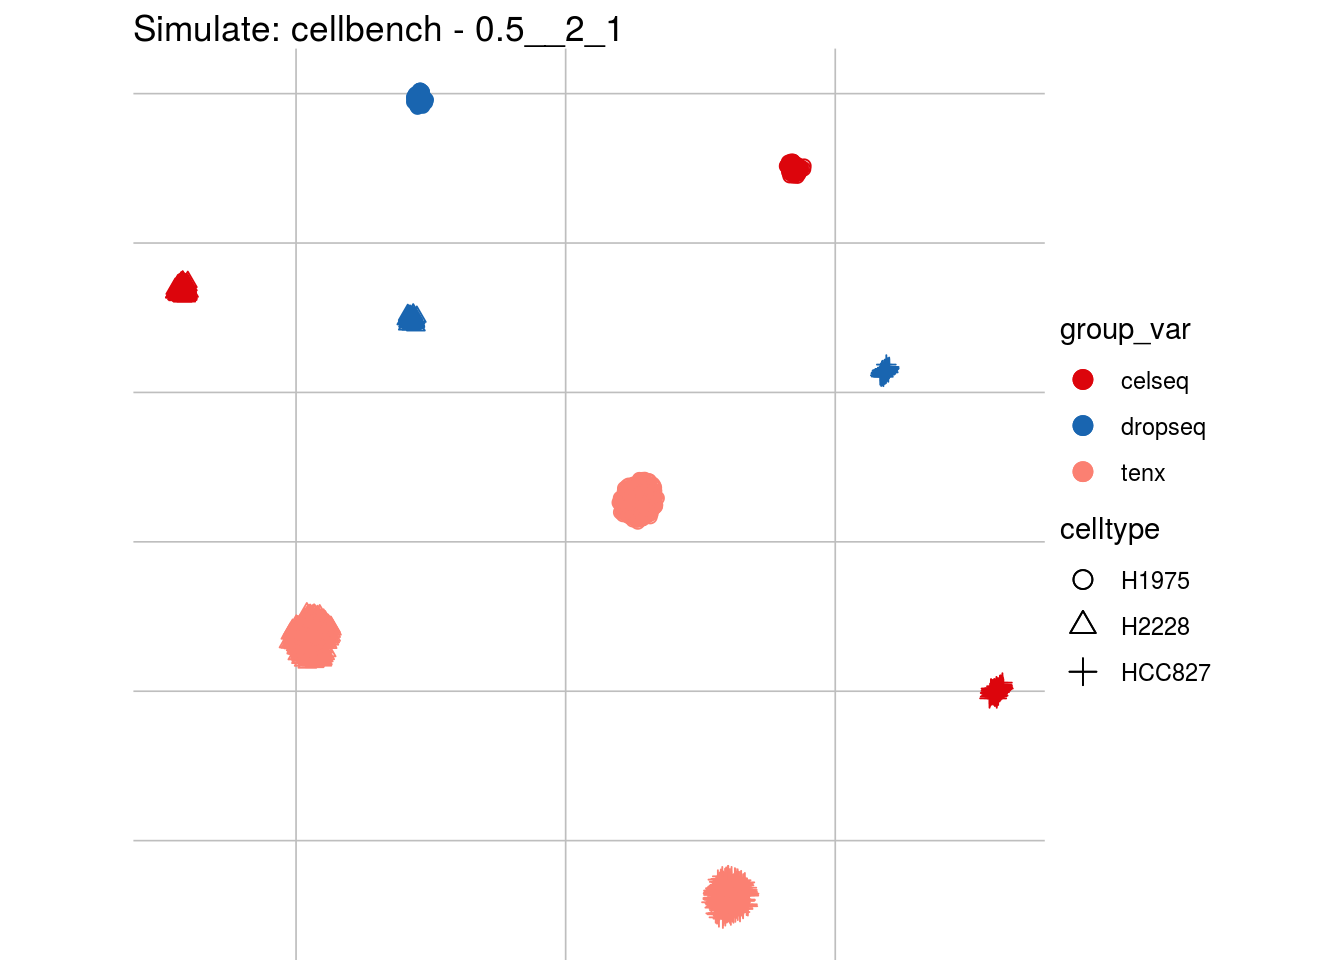 Simulate: cellbench - 0.5__2_1
group_var
celseq
dropseq
tenx
celltype
H1975
H2228
HCC827